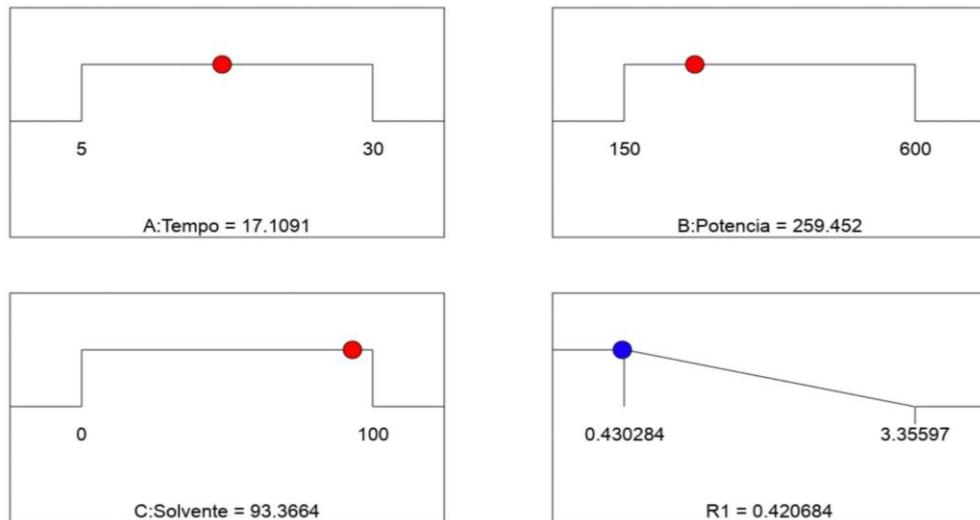 5 30
A:Tempo = 17.1091
150 600
B:Potencia = 259.452
0 100
C:Solvente = 93.3664
0.430284 3.35597
R1 = 0.420684